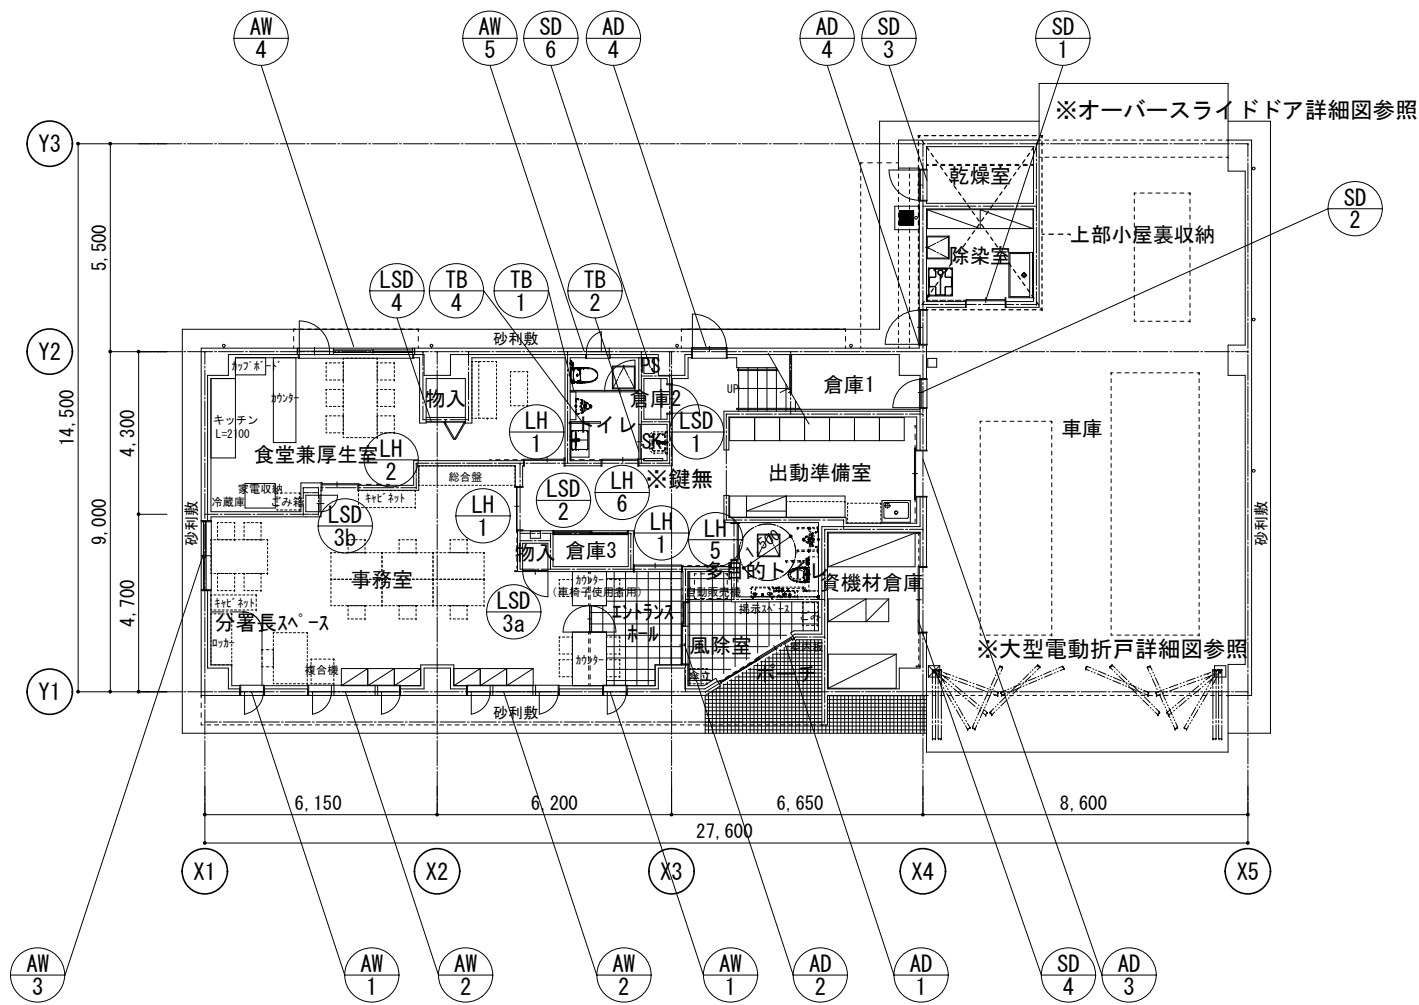 AW
4
AW
5
SD
6
AD
4
AD
4
SD
3
SD
1
※オーバースライドドア詳細図参照
Y3
乾燥室
SD
2
5,500
上部小屋裏収納
除染室
LSD
4
TB
4
TB
1
TB
2
砂利敷
Y2
カップボード
カウンター
物入
PS
倉庫2
UP
倉庫1
キッチン
L=2100
トイレ
SK
LH
1
LSD
1
車庫
14,500
4,300
食堂兼厚生室
LH
2
※鍵無
出動準備室
総合盤
家電収納
冷蔵庫
ごみ箱
キャビネット
LSD
2
LH
6
9,000
砂利敷
LSD
3b
LH
1
LH
1
LH
5
1,500
砂利敷
物入
倉庫3
多目的トイレ
事務室
カウンター
(車椅子使用者用)
自動販売機
資機材倉庫
4,700
キャビネット
LSD
3a
エントランス
ホール
掲示スペース
分署長スペース
ロッカー
風除室
※大型電動折戸詳細図参照
複合機
カウンター
傘立
ポーチ
Y1
砂利敷
6,150
6,200
6,650
8,600
27,600
X1
X2
X3
X4
X5
AW
3
AW
1
AW
2
AW
2
AW
1
AD
2
AD
1
SD
4
AD
3